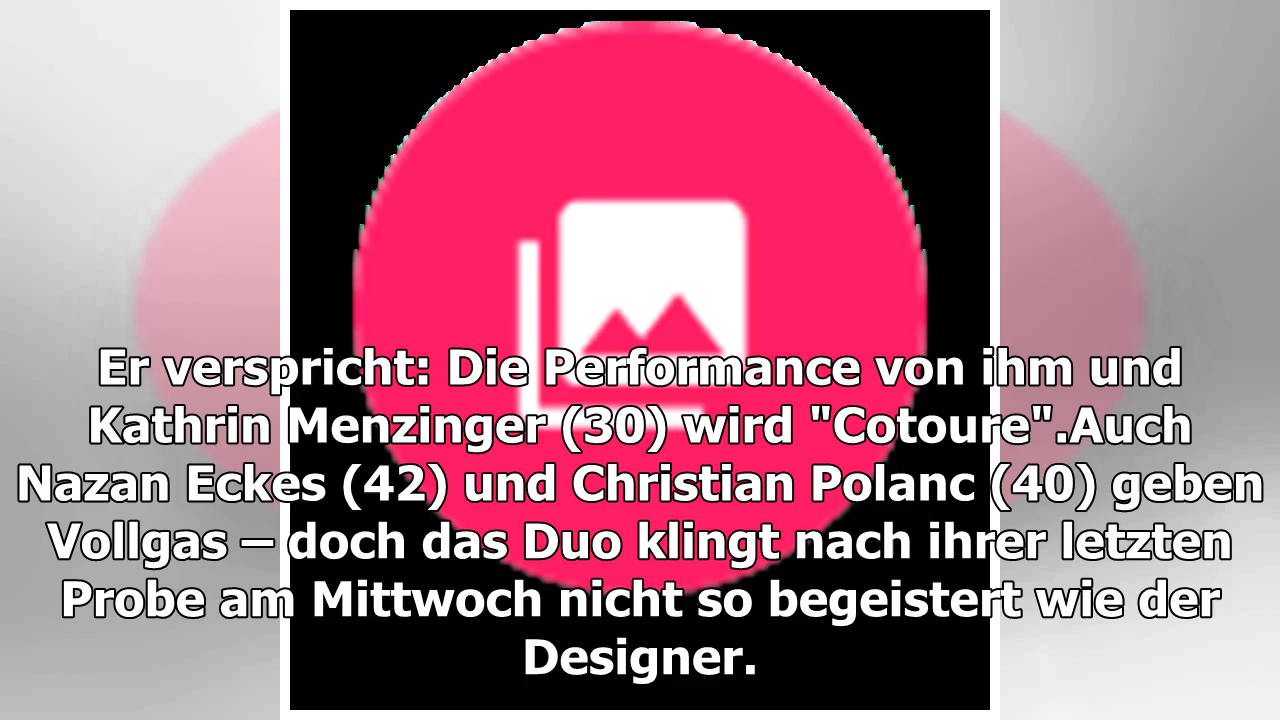 Er verspricht: Die Performance von ihm und
Kathrin Menzinger (30) wird "Cotoure".Auch
Nazan Eckes (42) und Christian Polanc (40) geben
Vollgas – doch das Duo klingt nach ihrer letzten
Probe am Mittwoch nicht so begeistert wie der
Designer.